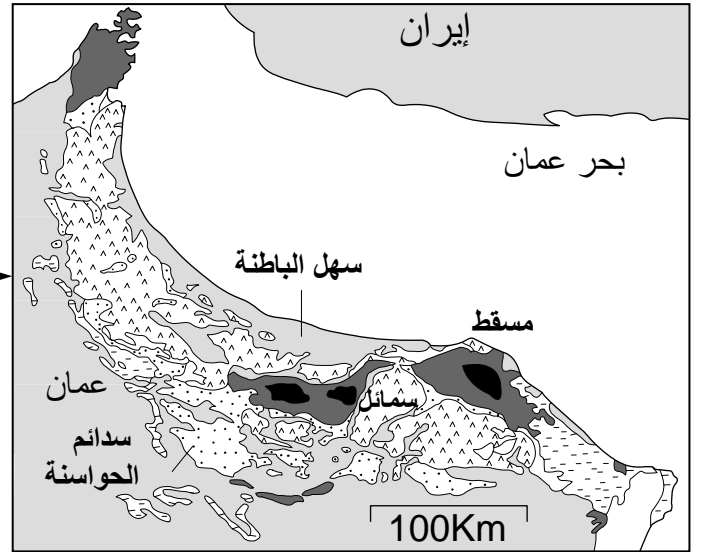 إيران
بحر عمان
سهل الباطنة
مسقط
عمان
سمائل
سدائم
الحواسنة
100Km